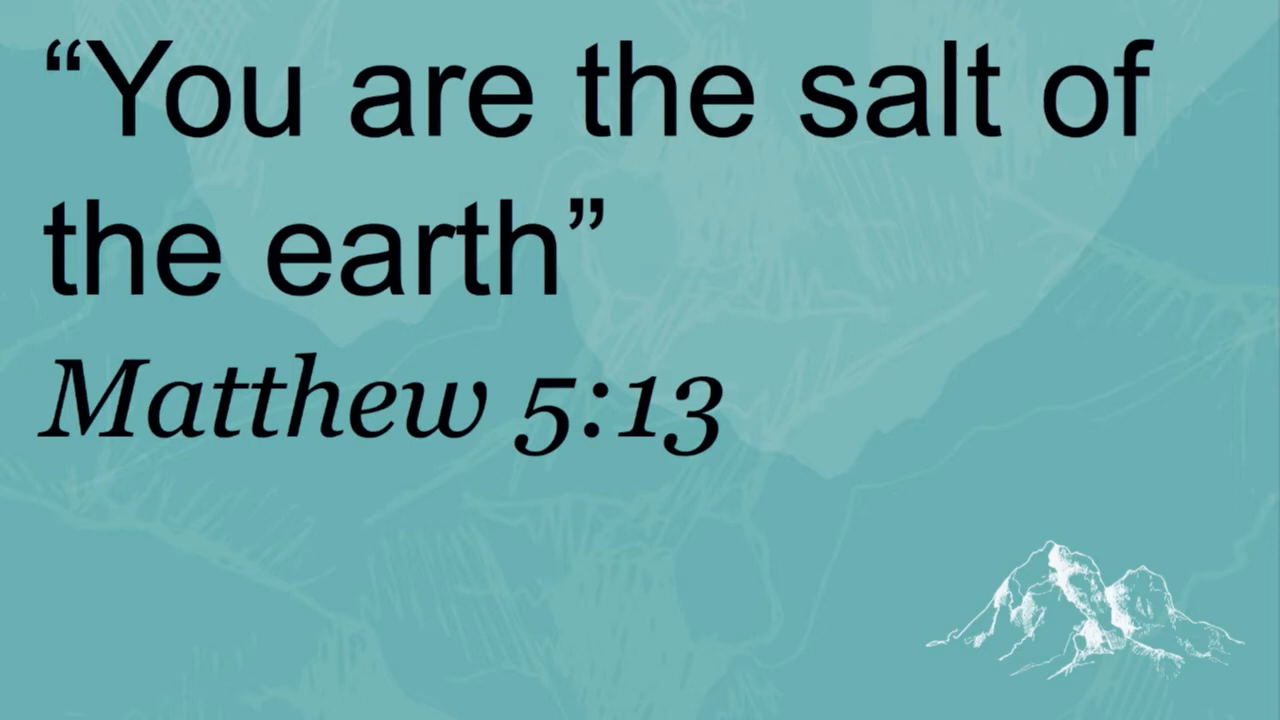 “You are the salt of
the earth”
Matthew 5:13